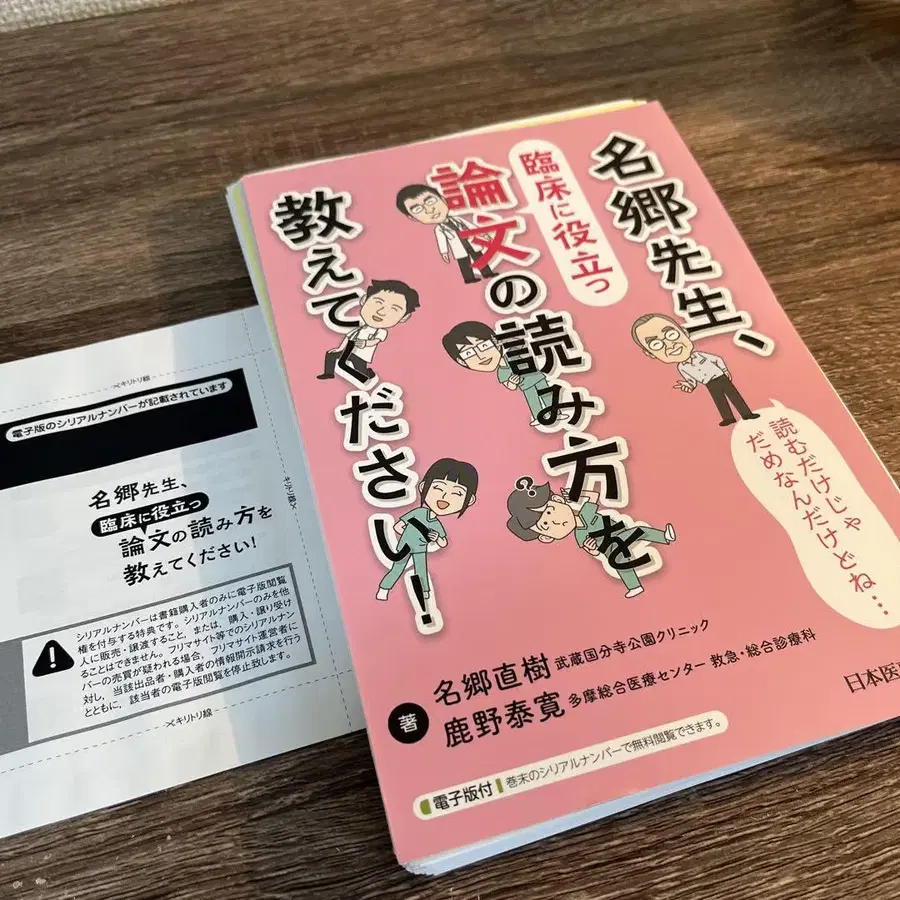 名郷先生、
臨床に役立つ
論文の読み方を
教えてください！
読むだけじゃ
だめなんだけどね…
著
名郷直樹 武蔵国分寺公園クリニック
鹿野泰寛 多摩総合医療センター 救急・総合診療科
日本医
電子版付 巻末のシリアルナンバーで無料閲覧できます。
キリトリ線
電子版のシリアルナンバーが記載されています
キリトリ線
名郷先生、
臨床に役立つ
論文の読み方を
教えてください！
シリアルナンバーは書籍購入者のみに電子版閲覧
権を付与する特典です。シリアルナンバーのみを他
人に販売・譲渡すること、または、購入・譲り受け
ることはできません。フリマサイト等でのシリアルナン
バーの売買が疑われる場合、フリマサイト運営者に
対し、当該出品者・購入者の情報開示請求を行う
とともに、該当者の電子版閲覧を停止致します。
キリトリ線